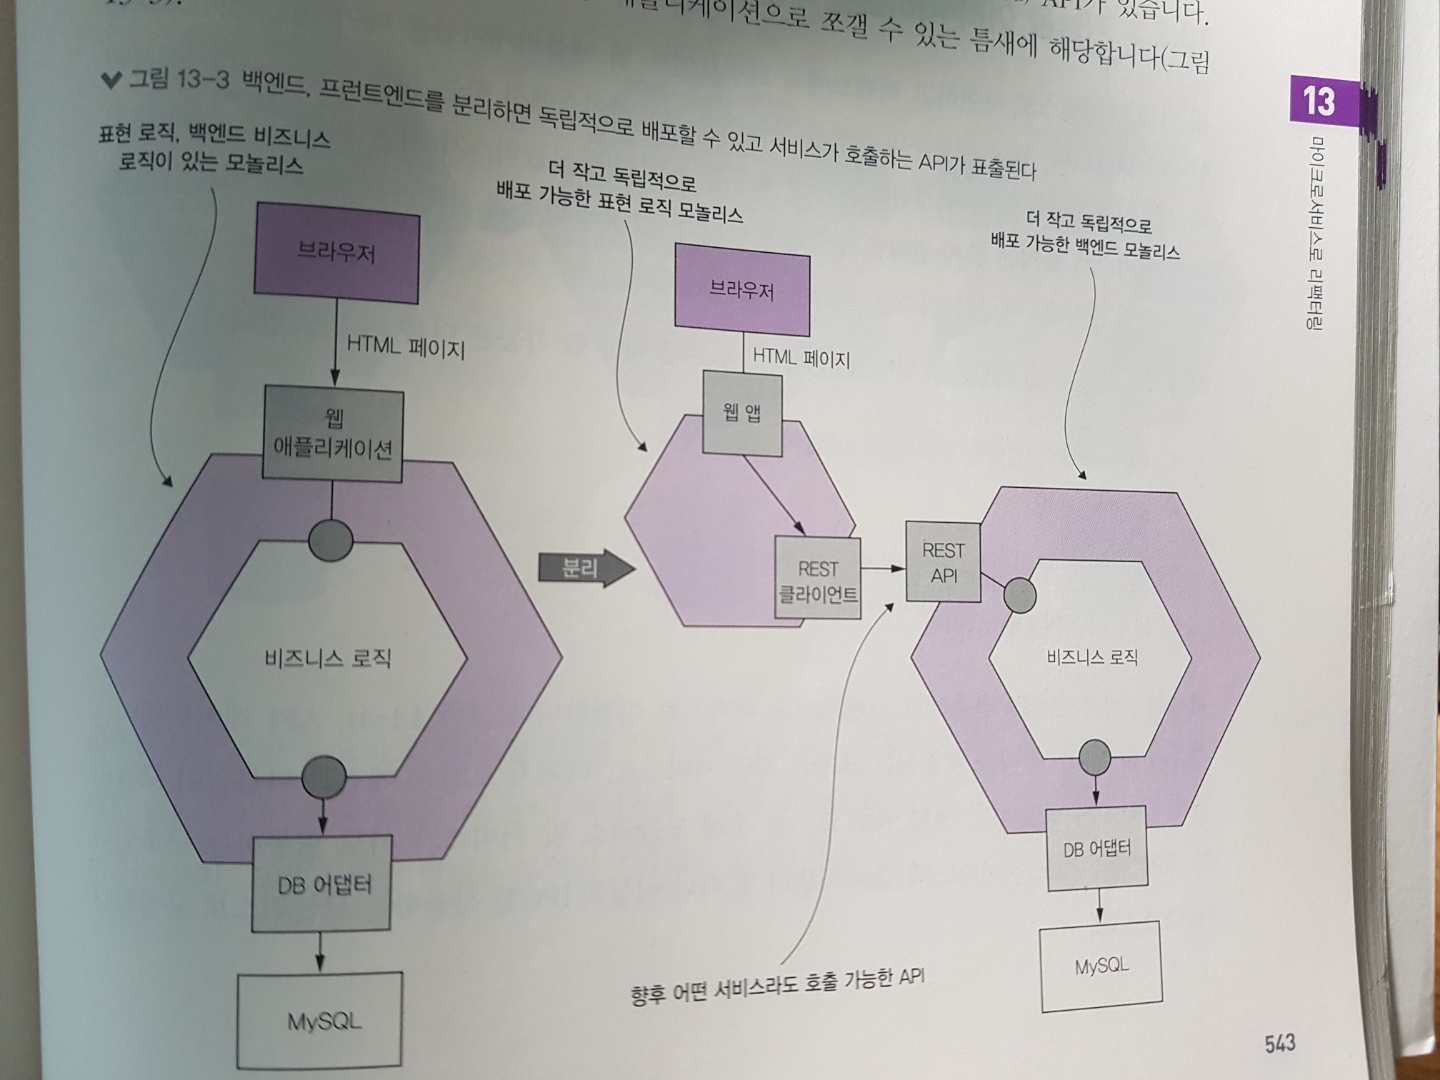 API가 있습니다.
쪼갤 수 있는 틈새에 해당합니다(그림
그림 13-3 백엔드, 프런트엔드를 분리하면 독립적으로 배포할 수 있고 서비스가 호출하는 API가 표출된다
표현 로직, 백엔드 비즈니스
로직이 있는 모놀리스
더 작고 독립적으로
배포 가능한 표현 로직 모놀리스
더 작고 독립적으로
배포 가능한 백엔드 모놀리스
브라우저
HTML 페이지
웹
애플리케이션
비즈니스 로직
DB 어댑터
MySQL
분리
브라우저
HTML 페이지
웹 앱
REST
클라이언트
REST
API
비즈니스 로직
DB 어댑터
MySQL
향후 어떤 서비스라도 호출 가능한 API
13
마이크로서비스로 리팩터링
543